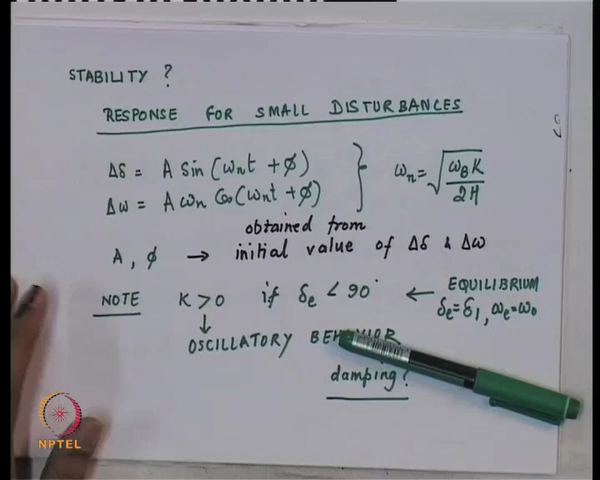 STABILITY ?
RESPONSE FOR SMALL DISTURBANCES
Δδ = A sin (ωnt + φ)
Δω = A ωn Cos (ωnt + φ)
ωn = √(ωB K / 2H)
obtained from
A, φ → initial value of Δδ & Δω
NOTE K > 0 if δe < 90° ← EQUILIBRIUM
δe = δ1, ωe = ω0
↓
OSCILLATORY BEHAVIOR
damping ?
NPTEL